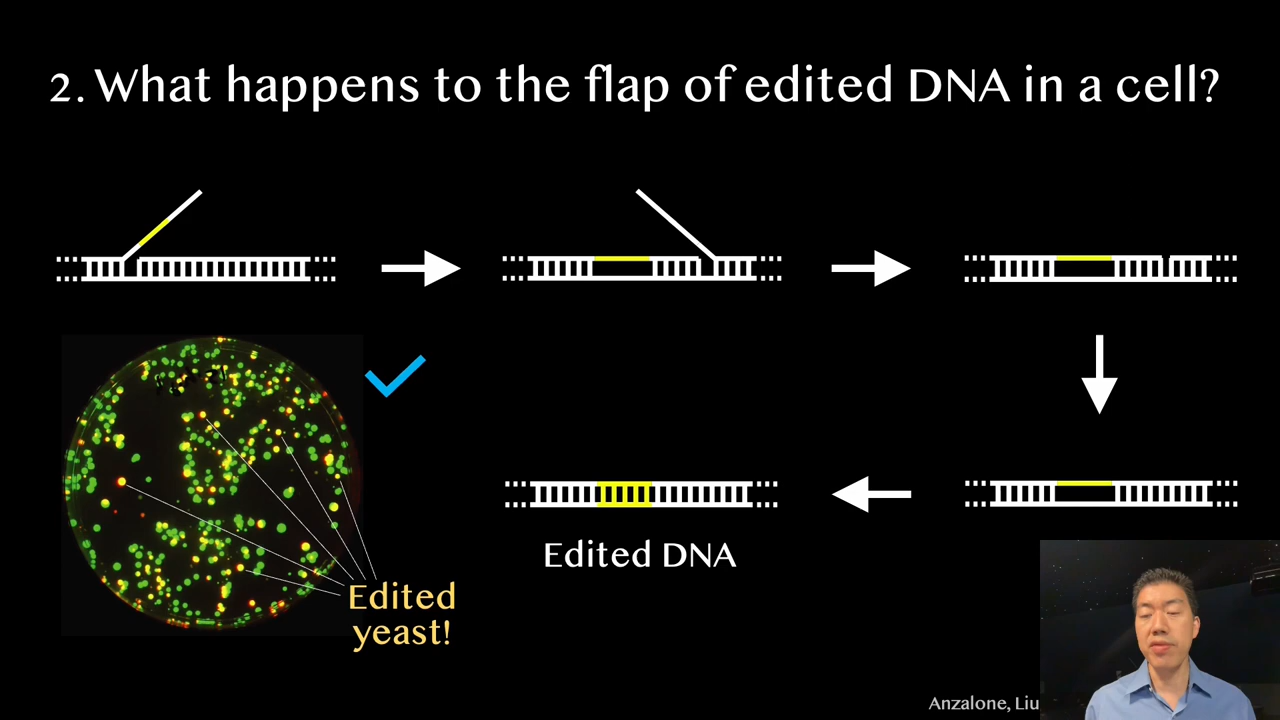 2. What happens to the flap of edited DNA in a cell?
Edited DNA
Edited
yeast!
Anzalone, Liu